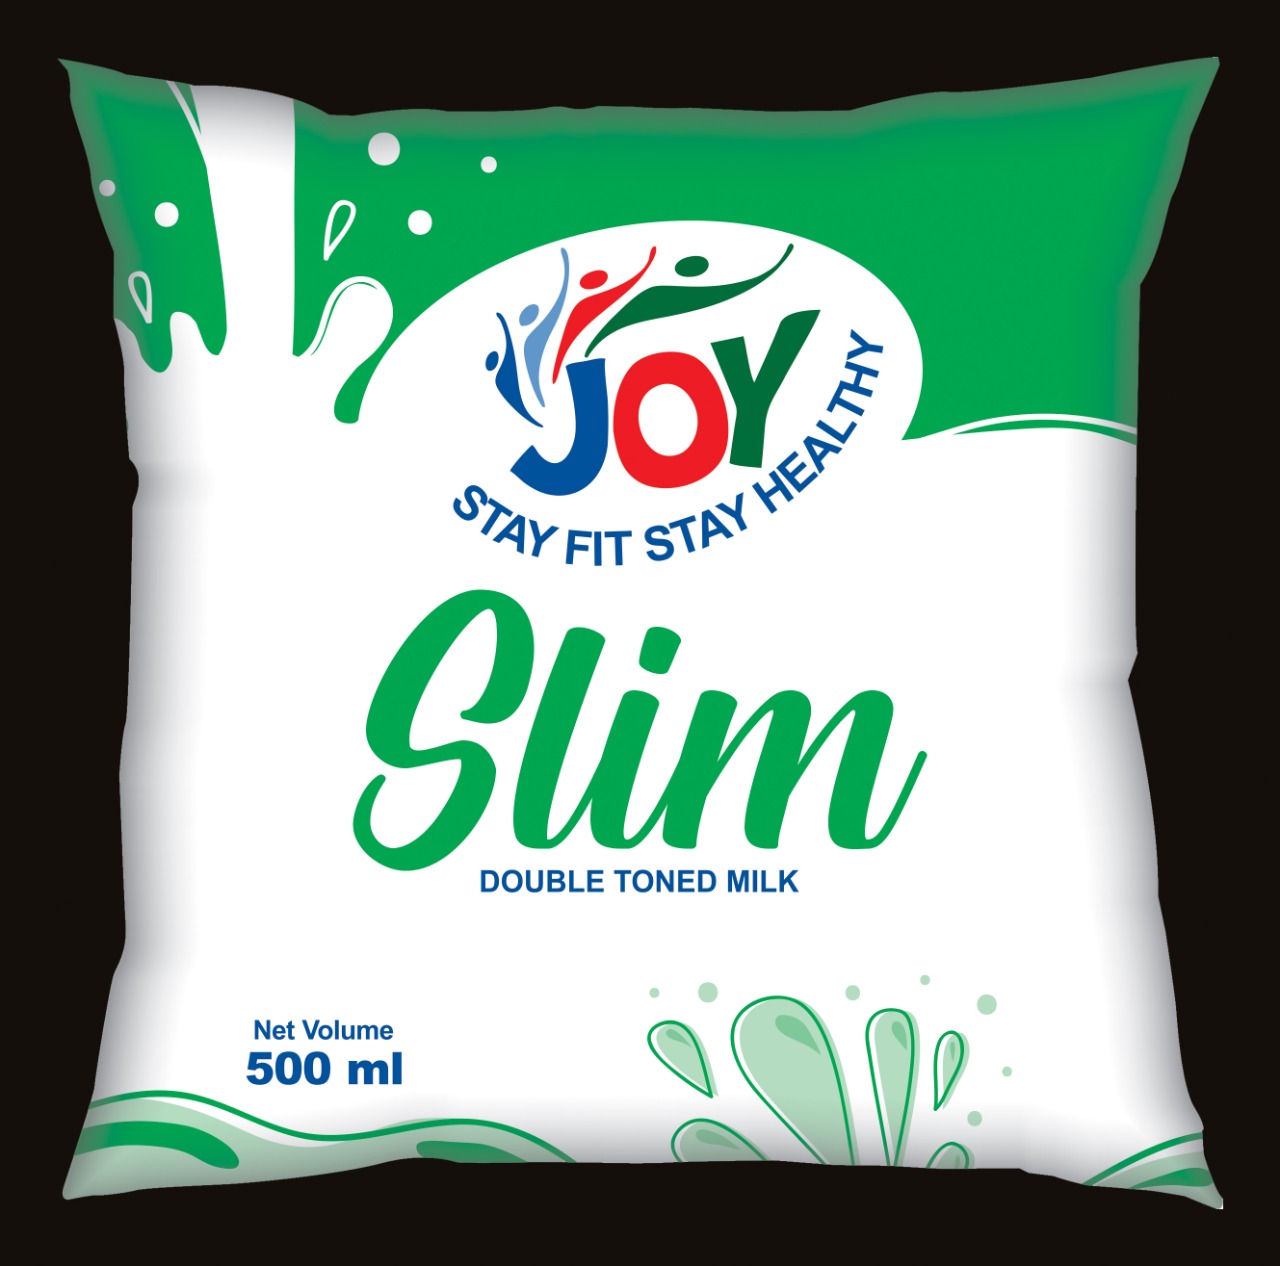 JOY
STAY FIT STAY HEALTHY
Slim
DOUBLE TONED MILK
Net Volume
500 ml